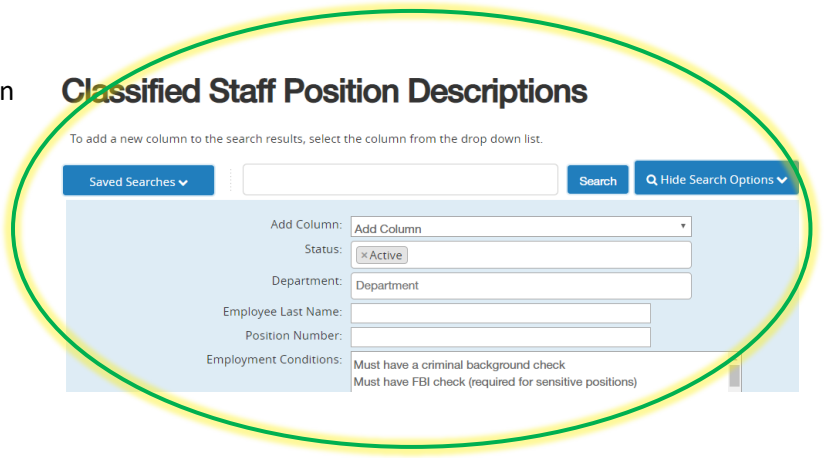 n
Classified Staff Position Descriptions
To add a new column to the search results, select the column from the drop down list.
Saved Searches Search Hide Search Options
Add Column: Add Column
Status: ×Active
Department: Department
Employee Last Name:
Position Number:
Employment Conditions: Must have a criminal background check
Must have FBI check (required for sensitive positions)